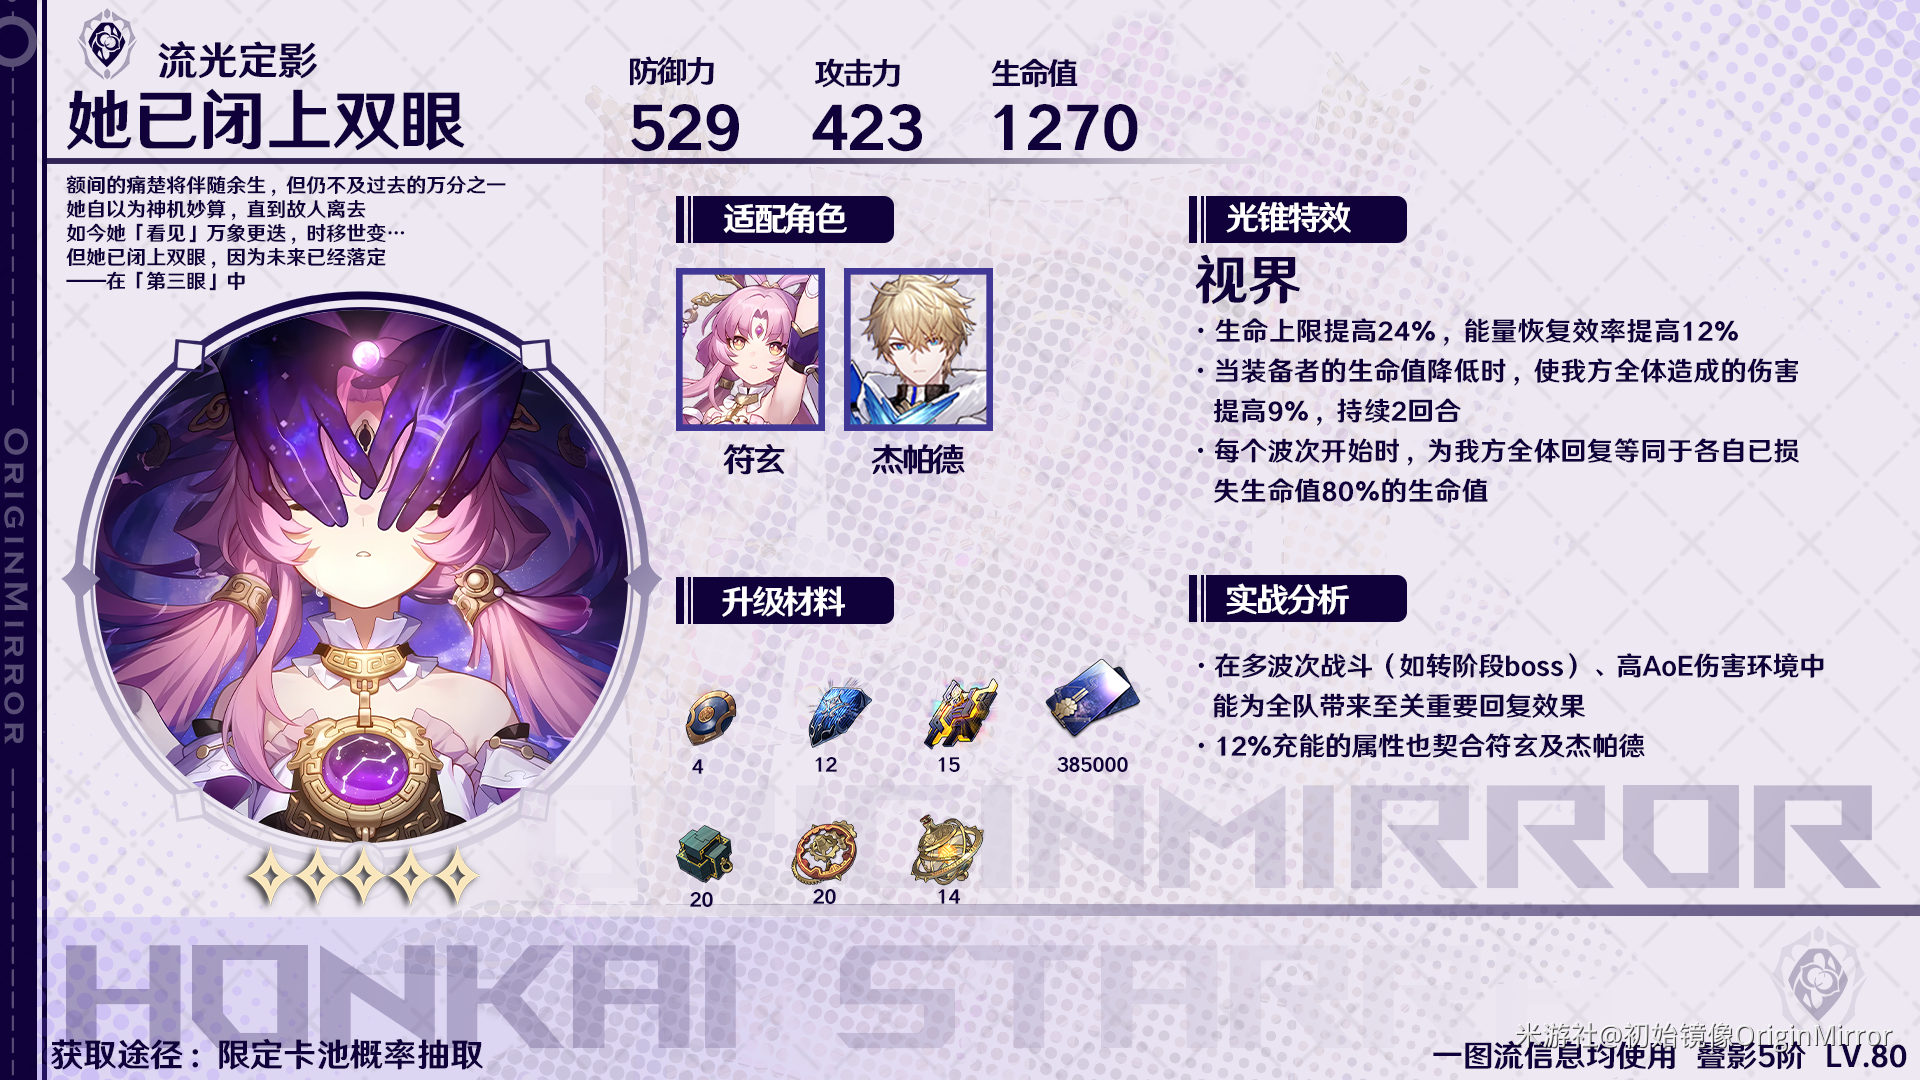 流光定影
她已闭上双眼
防御力
529
攻击力
423
生命值
1270
额间的痛楚将伴随余生，但仍不及过去的万分之一
她自以为神机妙算，直到故人离去
如今她「看见」万象更迭，时移世变…
但她已闭上双眼，因为未来已经落定
——在「第三眼」中
适配角色
符玄
杰帕德
光锥特效
视界
·生命上限提高24%，能量恢复效率提高12%
·当装备者的生命值降低时，使我方全体造成的伤害
提高9%，持续2回合
·每个波次开始时，为我方全体回复等同于各自已损
失生命值80%的生命值
升级材料
4
12
15
385000
20
20
14
实战分析
·在多波次战斗（如转阶段boss）、高AoE伤害环境中
能为全队带来至关重要回复效果
·12%充能的属性也契合符玄及杰帕德
ORIGINMIRROR
INMIRROR
HONKAI STAR
获取途径：限定卡池概率抽取
米游社@初始镜像OriginMirror
一图流信息均使用 叠影5阶 LV.80